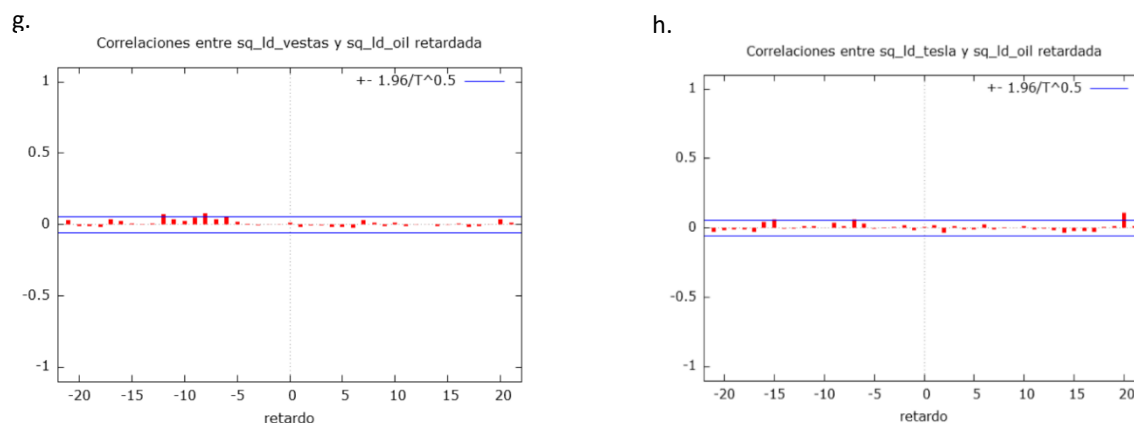 g.
Correlaciones entre sq_ld_vestas y sq_ld_oil retardada
+- 1.96/T^0.5
1
0.5
0
-0.5
-1
-20 -15 -10 -5 0 5 10 15 20
retardo
h.
Correlaciones entre sq_ld_tesla y sq_ld_oil retardada
+- 1.96/T^0.5
1
0.5
0
-0.5
-1
-20 -15 -10 -5 0 5 10 15 20
retardo